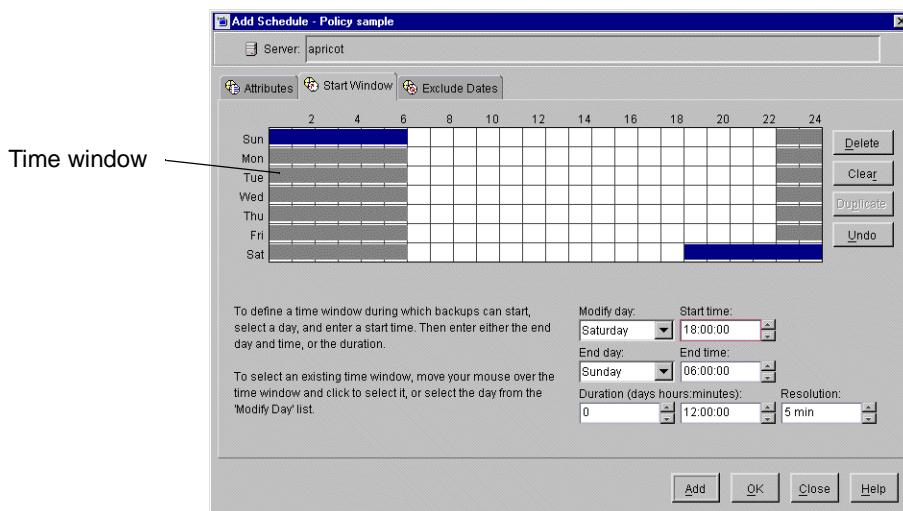 Add Schedule - Policy sample
Server: apricot
Attributes Start Window Exclude Dates
2 4 6 8 10 12 14 16 18 20 22 24
Sun
Mon
Tue
Wed
Thu
Fri
Sat
Time window
Delete
Clear
Duplicate
Undo
To define a time window during which backups can start,
select a day, and enter a start time. Then enter either the end
day and time, or the duration.
To select an existing time window, move your mouse over the
time window and click to select it, or select the day from the
'Modify Day' list.
Modify day: Start time:
Saturday 18:00:00
End day: End time:
Sunday 06:00:00
Duration (days hours:minutes): Resolution:
0 12:00:00 5 min
Add OK Close Help